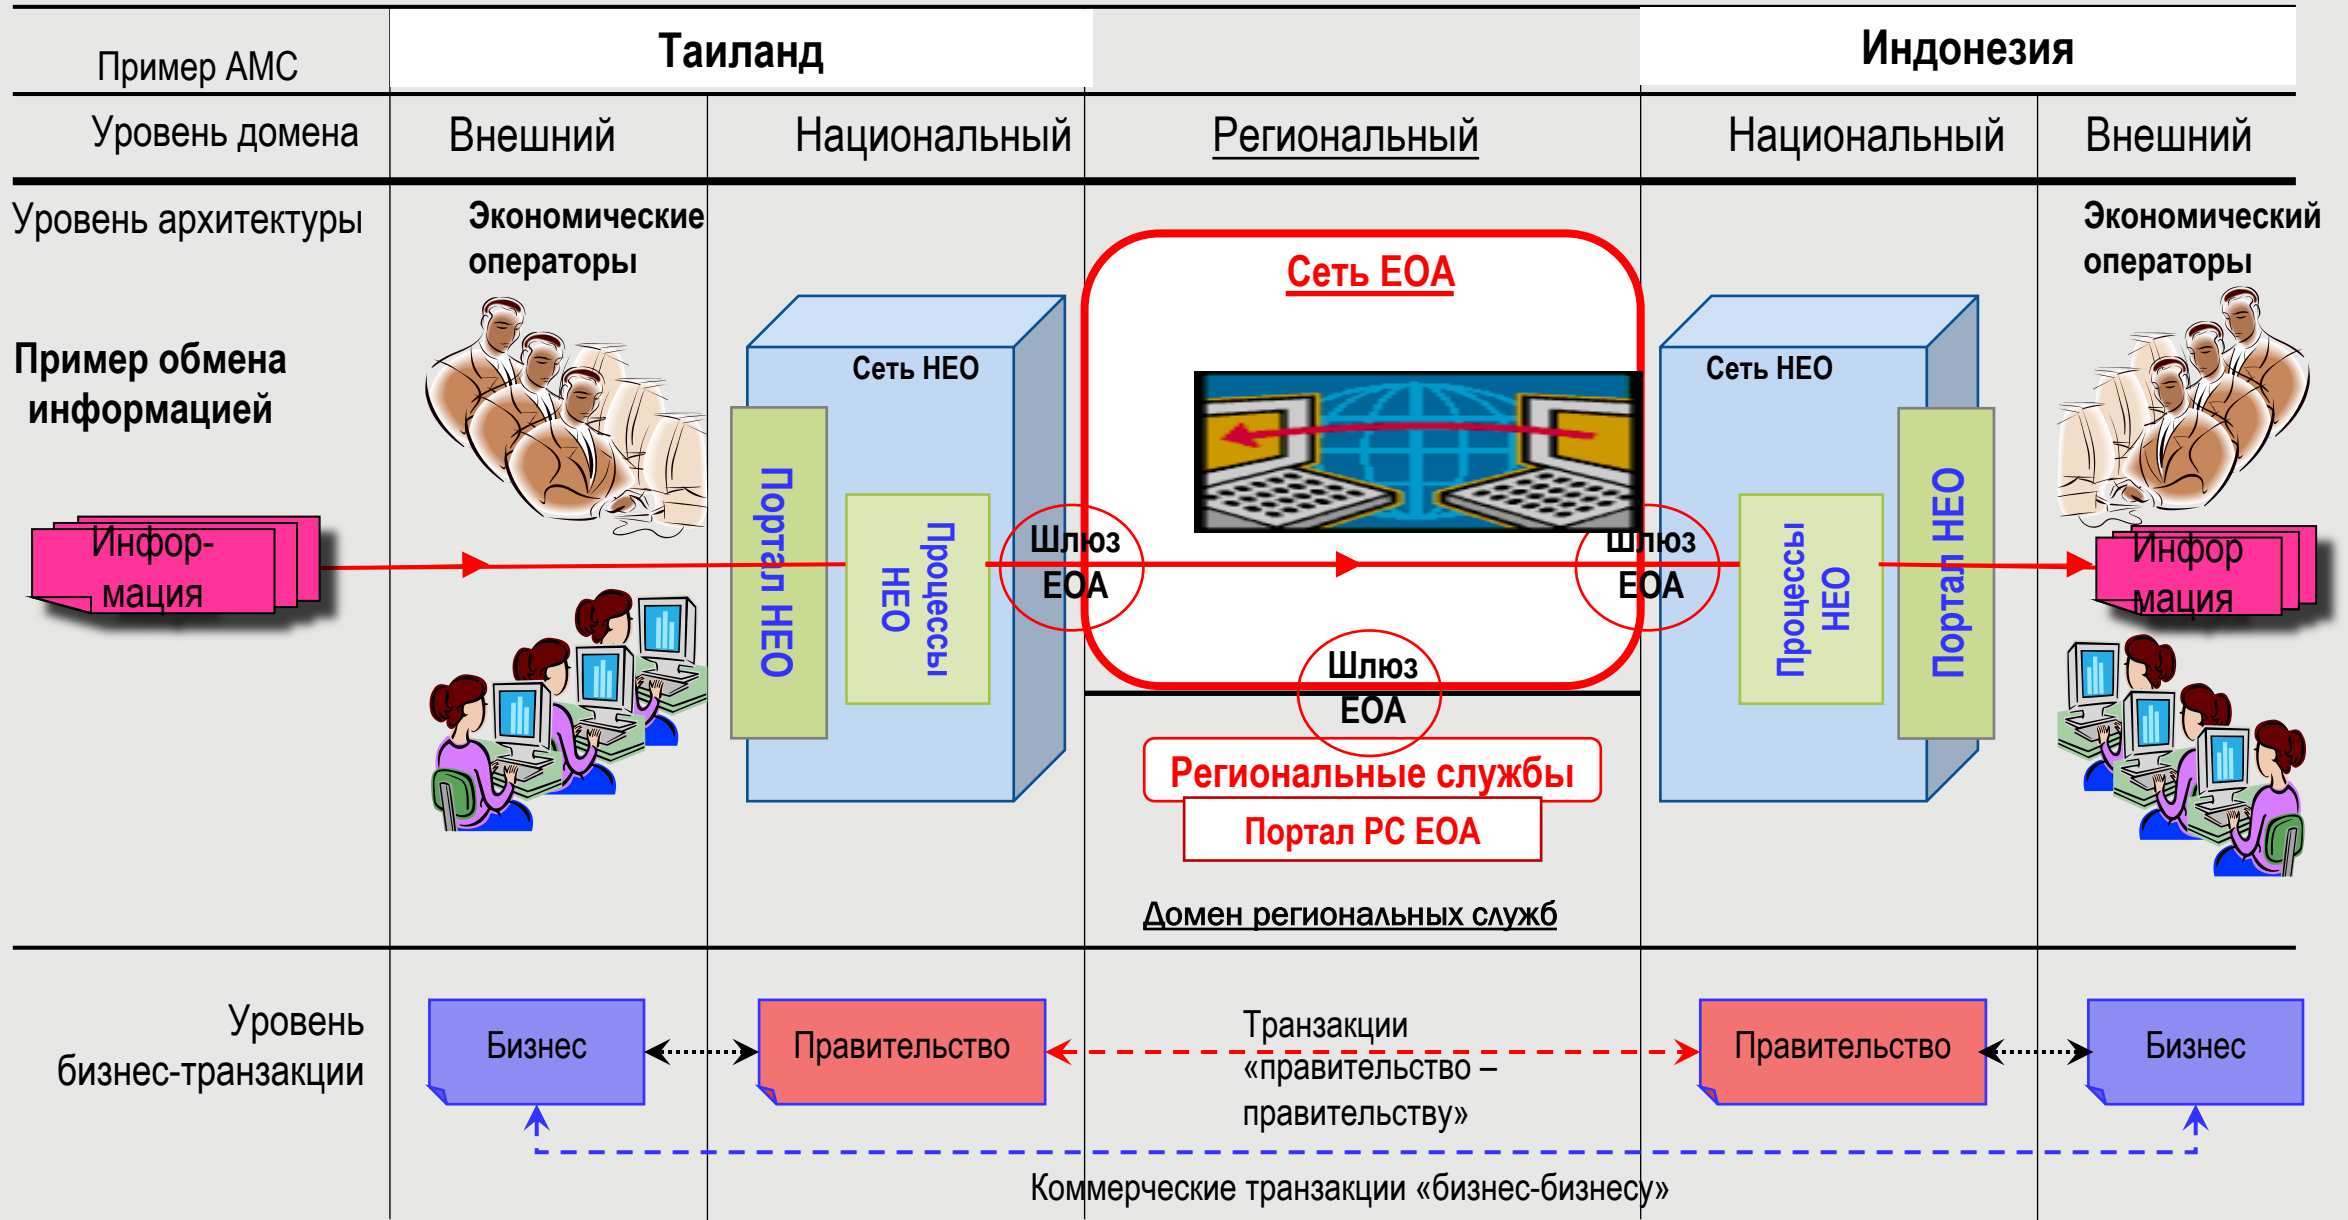 Пример АМС
Таиланд
Индонезия
Уровень домена
Внешний
Национальный
Региональный
Национальный
Внешний
Уровень архитектуры
Экономические
операторы
Экономический
операторы
Сеть ЕОА
Пример обмена
информацией
Сеть НЕО
Сеть НЕО
Инфор-
мация
Портал НЕО
Процессы
НЕО
Шлюз
ЕОА
Шлюз
ЕОА
Процессы
НЕО
Портал НЕО
Инфор
мация
Шлюз
ЕОА
Региональные службы
Портал РС ЕОА
Домен региональных служб
Уровень
бизнес-транзакции
Бизнес
Правительство
Транзакции
«правительство –
правительству»
Правительство
Бизнес
Коммерческие транзакции «бизнес-бизнесу»